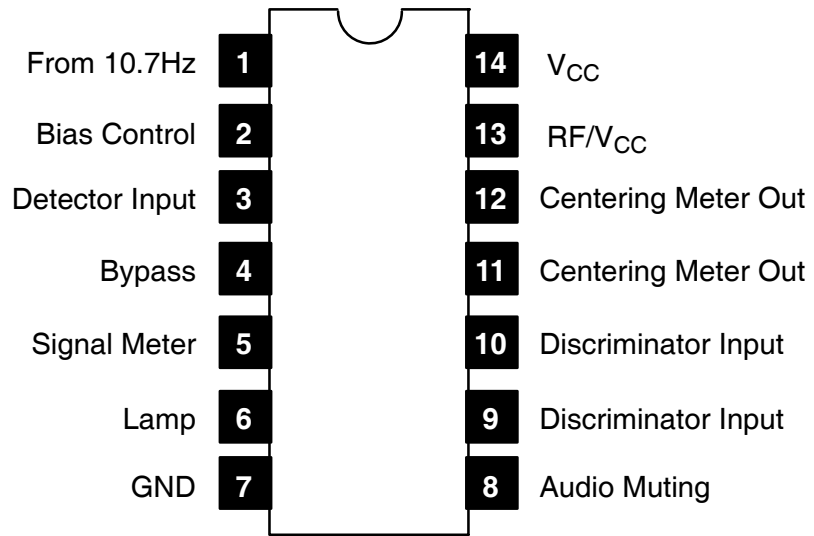 From 10.7Hz 1 14 V_CC
Bias Control 2 13 RF/V_CC
Detector Input 3 12 Centering Meter Out
Bypass 4 11 Centering Meter Out
Signal Meter 5 10 Discriminator Input
Lamp 6 9 Discriminator Input
GND 7 8 Audio Muting